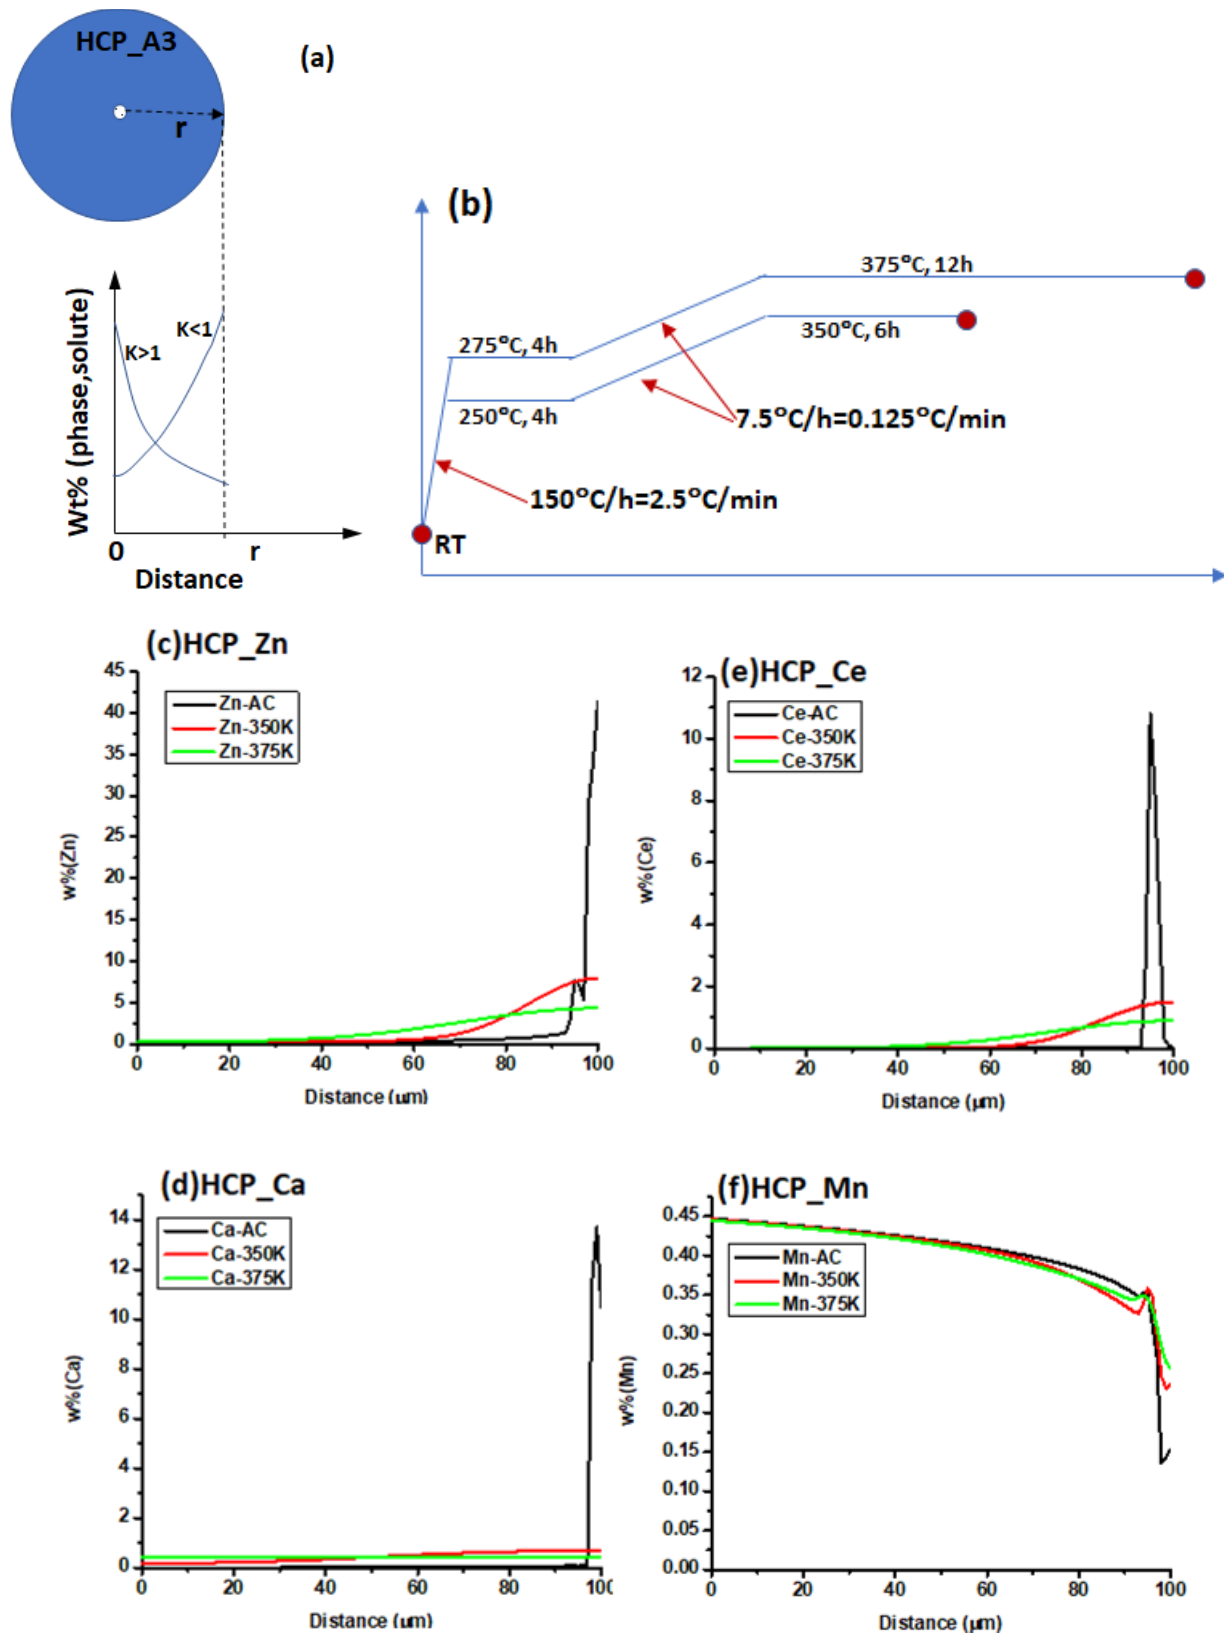 HCP_A3
(a)
r
Wt% (phase,solute)
K>1
K<1
0
r
Distance
(b)
375°C, 12h
350°C, 6h
275°C, 4h
250°C, 4h
7.5°C/h=0.125°C/min
150°C/h=2.5°C/min
RT
(c)HCP_Zn
45
40
35
30
25
20
15
10
5
0
w%(Zn)
Zn-AC
Zn-350K
Zn-375K
0 20 40 60 80 100
Distance (µm)
(e)HCP_Ce
12
10
8
6
4
2
0
w%(Ce)
Ce-AC
Ce-350K
Ce-375K
0 20 40 60 80 100
Distance (µm)
(d)HCP_Ca
14
12
10
8
6
4
2
0
w%(Ca)
Ca-AC
Ca-350K
Ca-375K
0 20 40 60 80 100
Distance (µm)
(f)HCP_Mn
0.45
0.40
0.35
0.30
0.25
0.20
0.15
0.10
0.05
0.00
w%(Mn)
Mn-AC
Mn-350K
Mn-375K
0 20 40 60 80 100
Distance (µm)